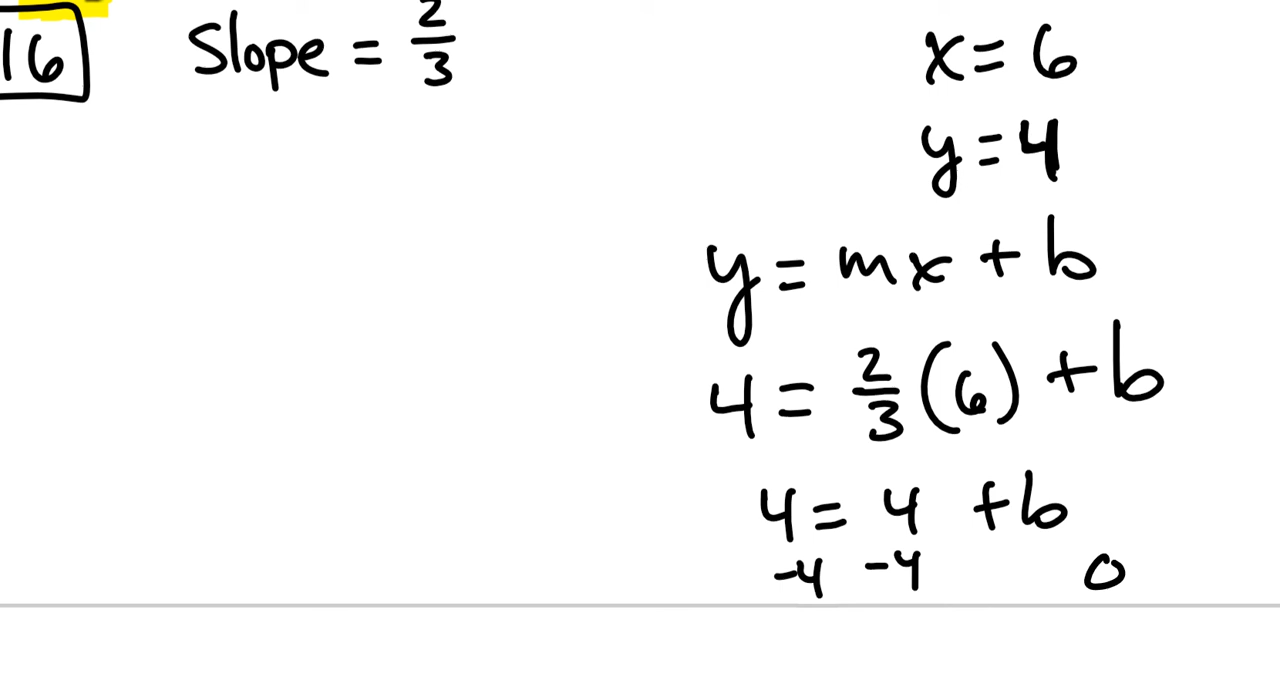 16 Slope = 2/3
x = 6
y = 4
y = mx + b
4 = 2/3 (6) + b
4 = 4 + b
-4 -4 0